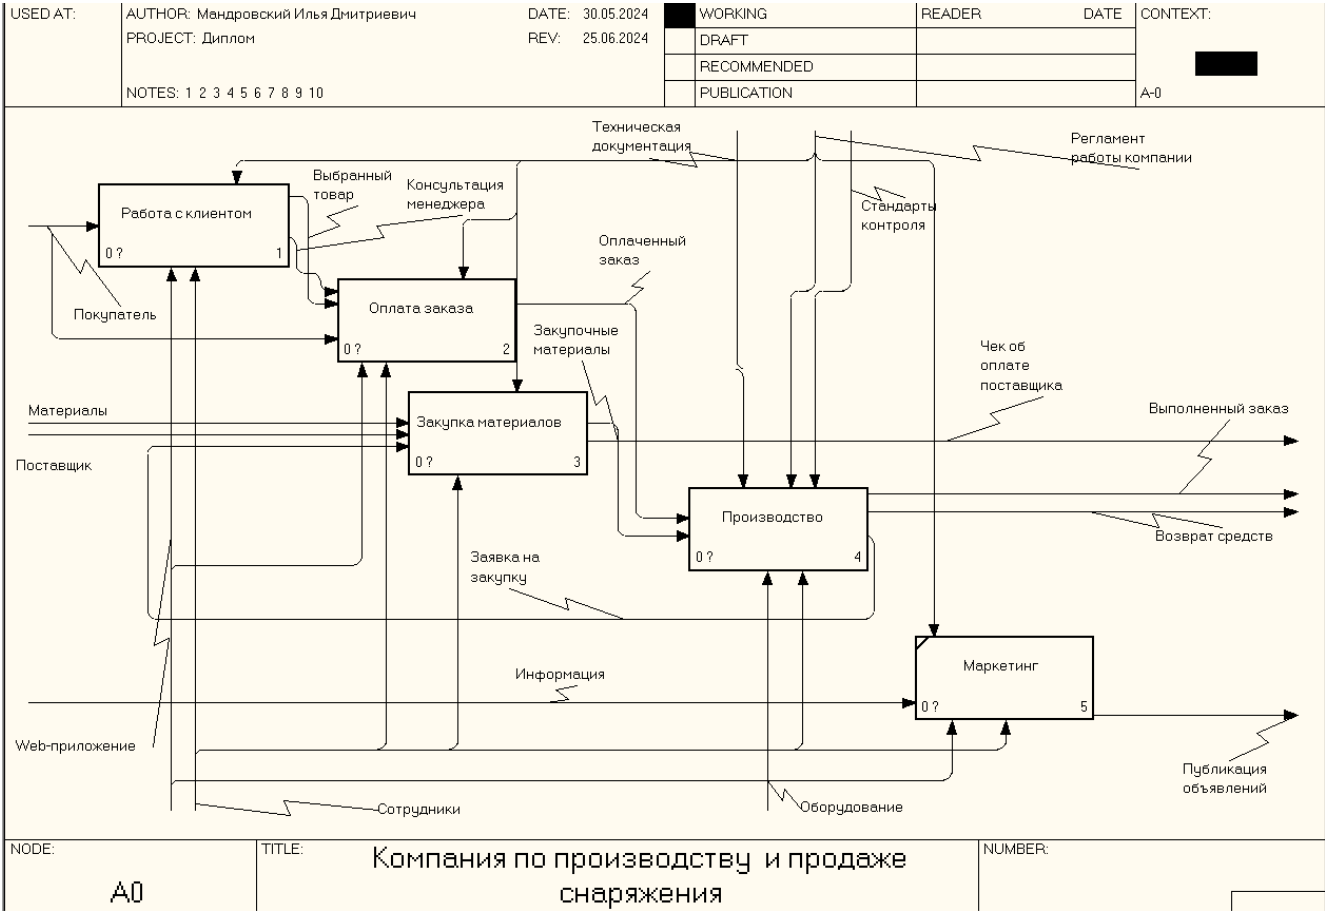 USED AT:
AUTHOR: Мандровский Илья Дмитриевич
DATE: 30.05.2024
PROJECT: Диплом
REV: 25.06.2024
NOTES: 1 2 3 4 5 6 7 8 9 10
WORKING
DRAFT
RECOMMENDED
PUBLICATION
READER DATE
CONTEXT:
A-0
Техническая
документация
Регламент
работы компании
Выбранный
товар
Консультация
менеджера
Стандарты
контроля
Работа с клиентом
0 ? 1
Оплаченный
заказ
Покупатель
Оплата заказа
0 ? 2
Закупочные
материалы
Чек об
оплате
поставщика
Материалы
Выполненный заказ
Закупка материалов
0 ? 3
Поставщик
Производство
0 ? 4
Возврат средств
Заявка на
закупку
Информация
Маркетинг
0 ? 5
Web-приложение
Публикация
объявлений
Сотрудники
Оборудование
NODE:
A0
TITLE:
Компания по производству и продаже
снаряжения
NUMBER: